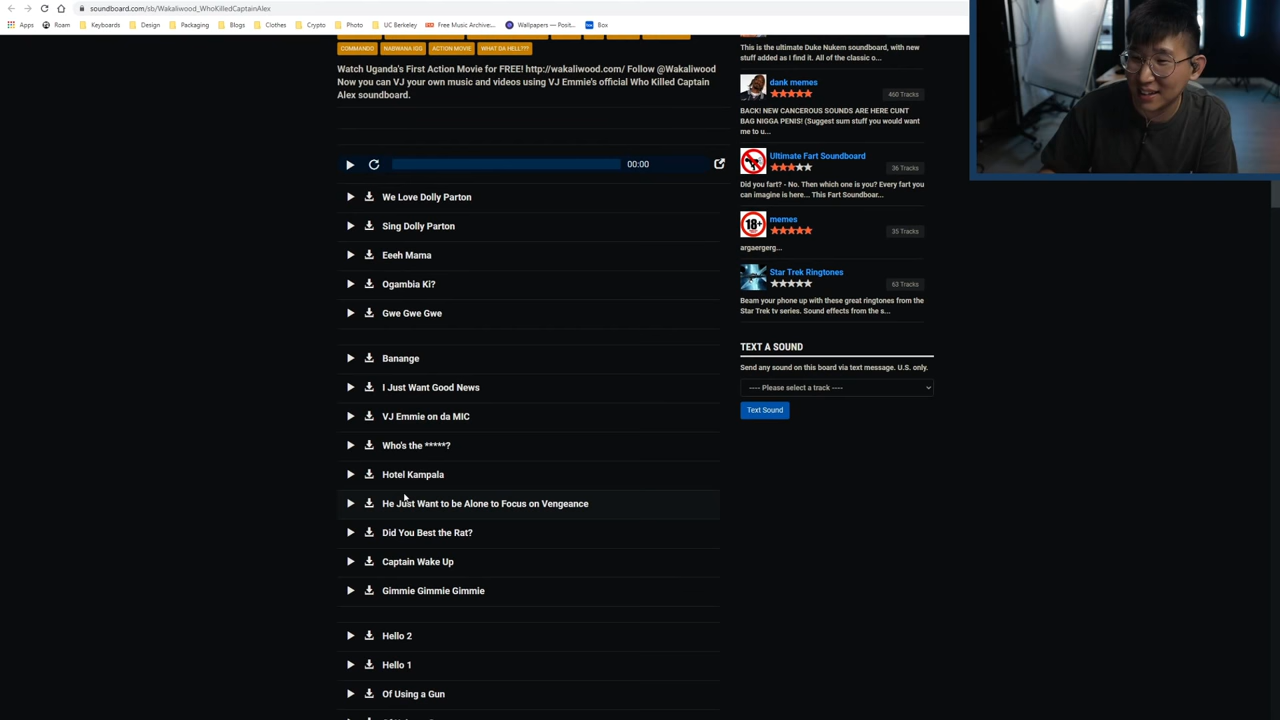 soundboard.com/sb/Wakaliwood_WhoKilledCaptainAlex
Apps Roam Keyboards Design Packaging Blogs Clothes Crypto Photo UC Berkeley Free Music Archive... Wallpapers — Posit... Box
COMMANDO NABWANA IGG ACTION MOVIE WHAT DA HELL???
Watch Uganda's First Action Movie for FREE! http://wakaliwood.com/ Follow @Wakaliwood
Now you can VJ your own music and videos using VJ Emmie's official Who Killed Captain
Alex soundboard.
00:00
We Love Dolly Parton
Sing Dolly Parton
Eeeh Mama
Ogambia Ki?
Gwe Gwe Gwe
Banange
I Just Want Good News
VJ Emmie on da MIC
Who's the *****?
Hotel Kampala
He Just Want to be Alone to Focus on Vengeance
Did You Best the Rat?
Captain Wake Up
Gimmie Gimmie Gimmie
Hello 2
Hello 1
Of Using a Gun
This is the ultimate Duke Nukem soundboard, with new
stuff added as I find it. All of the classic o...
dank memes
460 Tracks
BACK! NEW CANCEROUS SOUNDS ARE HERE CUNT
BAG NIGGA PENIS! (Suggest sum stuff you would want
me to u...
Ultimate Fart Soundboard
36 Tracks
Did you fart? - No. Then which one is you? Every fart you
can imagine is here... This Fart Soundboar...
18+
memes
35 Tracks
argaergerg...
Star Trek Ringtones
63 Tracks
Beam your phone up with these great ringtones from the
Star Trek tv series. Sound effects from the s...
TEXT A SOUND
Send any sound on this board via text message. U.S. only.
---- Please select a track ----
Text Sound